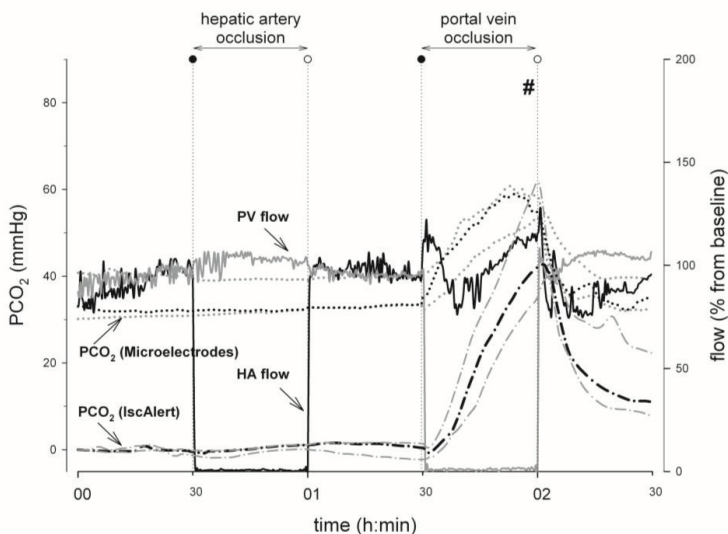 hepatic artery
occlusion
portal vein
occlusion
#
PCO₂ (mmHg)
80
60
40
20
0
PV flow
PCO₂ (Microelectrodes)
HA flow
PCO₂ (IscAlert)
200
150
100
50
0
flow (% from baseline)
00
30
01
30
02
30
time (h:min)